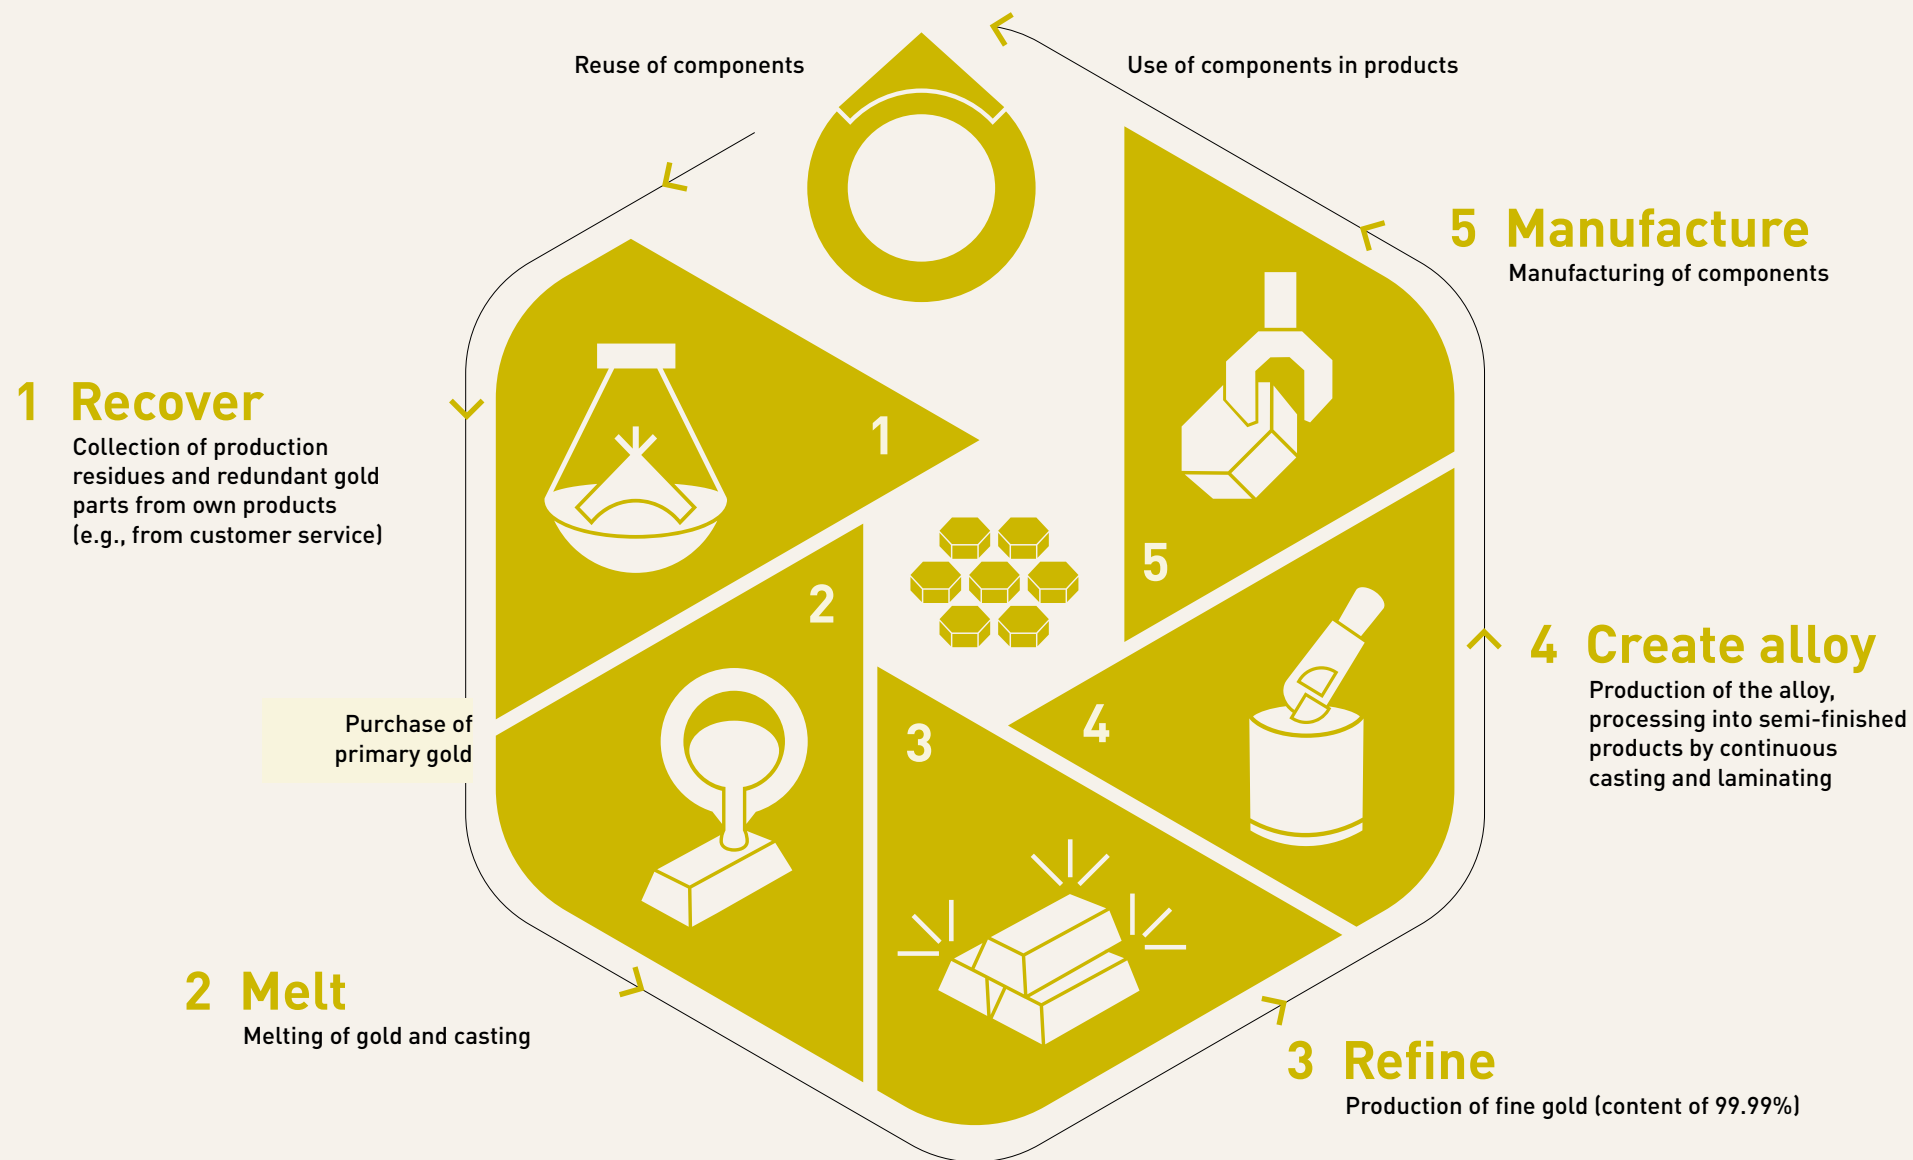 Reuse of components
Use of components in products
1 Recover
Collection of production
residues and redundant gold
parts from own products
(e.g., from customer service)
Purchase of
primary gold
2 Melt
Melting of gold and casting
3 Refine
Production of fine gold (content of 99.99%)
4 Create alloy
Production of the alloy,
processing into semi-finished
products by continuous
casting and laminating
5 Manufacture
Manufacturing of components
1
2
3
4
5